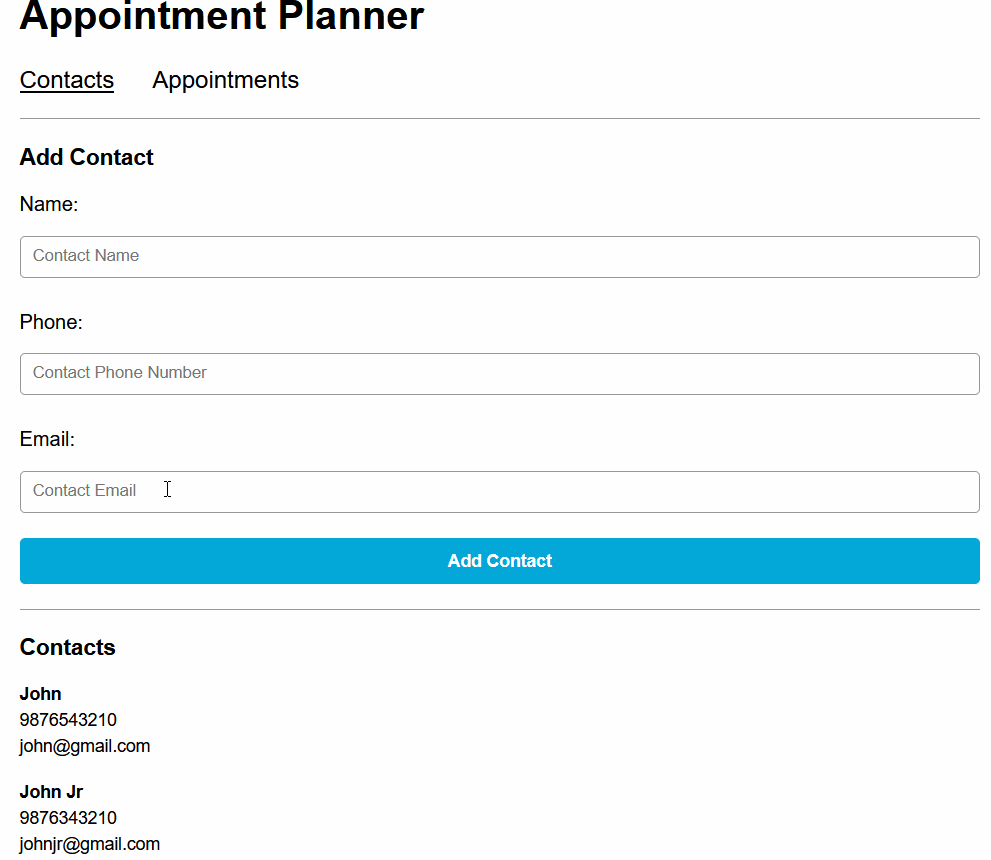 Appointment Planner
Contacts Appointments
Add Contact
Name:
Contact Name
Phone:
Contact Phone Number
Email:
Contact Email
Add Contact
Contacts
John
9876543210
john@gmail.com
John Jr
9876343210
johnjr@gmail.com